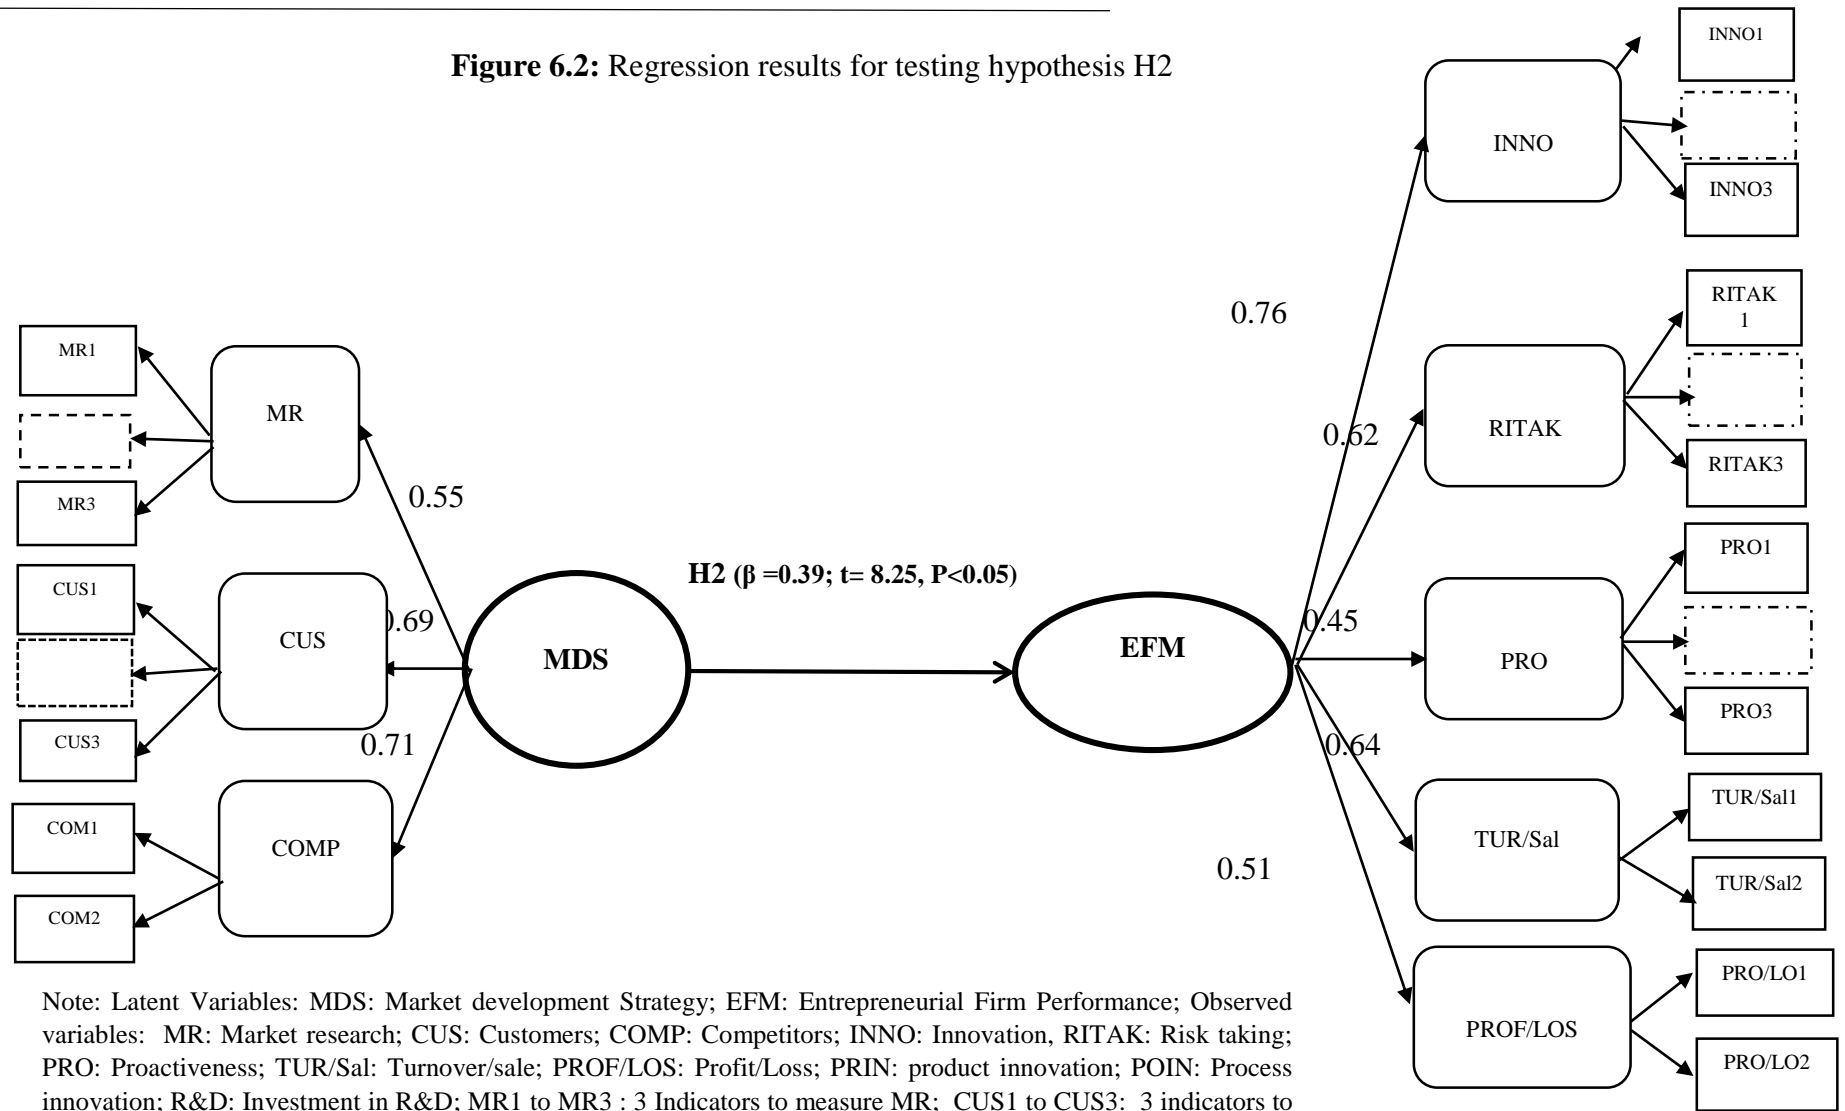 Figure 6.2: Regression results for testing hypothesis H2
INNO1
INNO
INNO3
0.76
RITAK
1
0.62
RITAK
RITAK3
MR1
MR
MR3
0.55
H2 (β =0.39; t= 8.25, P<0.05)
PRO1
CUS1
CUS
0.69
MDS
EFM
0.45
PRO
PRO3
CUS3
0.71
0.64
COM1
COMP
COM2
TUR/Sal1
TUR/Sal
TUR/Sal2
0.51
PRO/LO1
PROF/LOS
PRO/LO2
Note: Latent Variables: MDS: Market development Strategy; EFM: Entrepreneurial Firm Performance; Observed
variables: MR: Market research; CUS: Customers; COMP: Competitors; INNO: Innovation, RITAK: Risk taking;
PRO: Proactiveness; TUR/Sal: Turnover/sale; PROF/LOS: Profit/Loss; PRIN: product innovation; POIN: Process
innovation; R&D: Investment in R&D; MR1 to MR3 : 3 Indicators to measure MR; CUS1 to CUS3: 3 indicators to